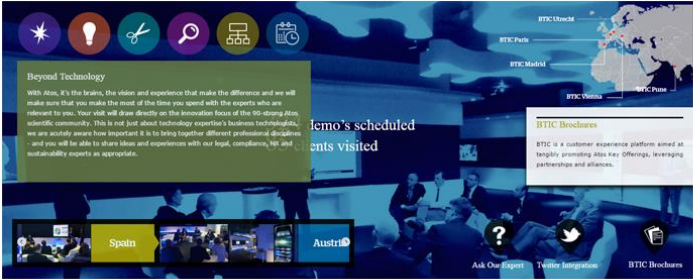 BTIC Utrecht
BTIC Paris
BTIC Madrid
BTIC Vienna
BTIC Pune
Beyond Technology
With Atos, it's the brains, the vision and experience that make the difference and we will
make sure that you make the most of the time you spend with the experts who are
relevant to you. Your visit will draw directly on the innovation focus of the 90-strong Atos
scientific community. This is not just about technology expertise's business technologists,
we are acutely aware how important it is to bring together different professional disciplines
- and you will be able to share ideas and experiences with our legal, compliance, HR and
sustainability experts as appropriate.
demo's scheduled
clients visited
BTIC Brochures
BTIC is a customer experience platform aimed at
tangibly promoting Atos Key Offerings, leveraging
partnerships and alliances.
Spain
Austria
?
Ask Our Expert
Twitter Integration
BTIC Brochures